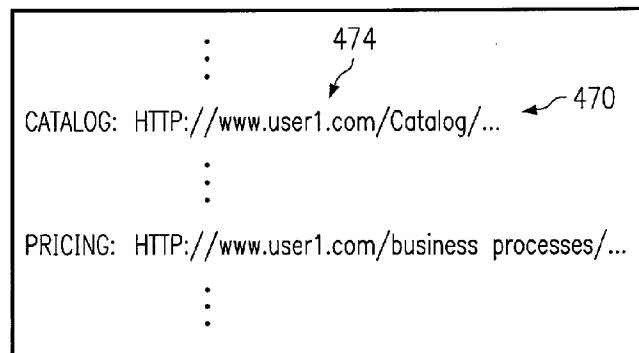 474
470
CATALOG: HTTP://www.user1.com/Catalog/...
PRICING: HTTP://www.user1.com/business processes/...